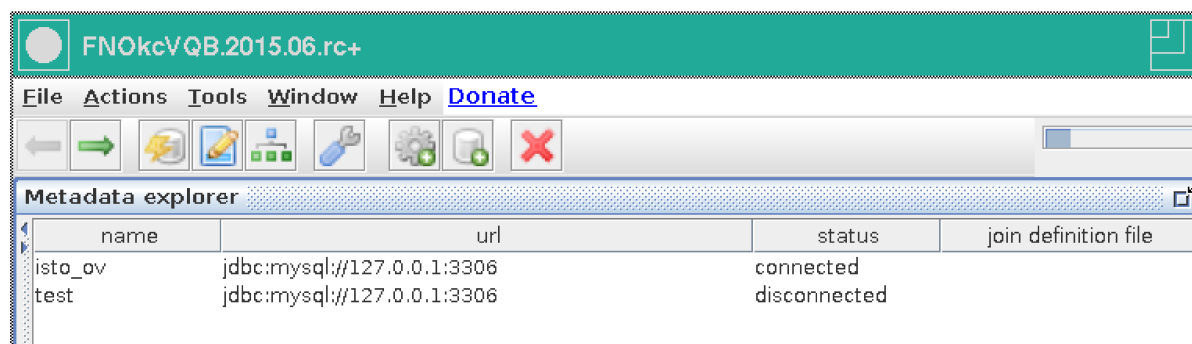 FNOkcVQB.2015.06.rc+
File Actions Tools Window Help Donate
Metadata explorer
name url status join definition file
isto_ov jdbc:mysql://127.0.0.1:3306 connected
test jdbc:mysql://127.0.0.1:3306 disconnected